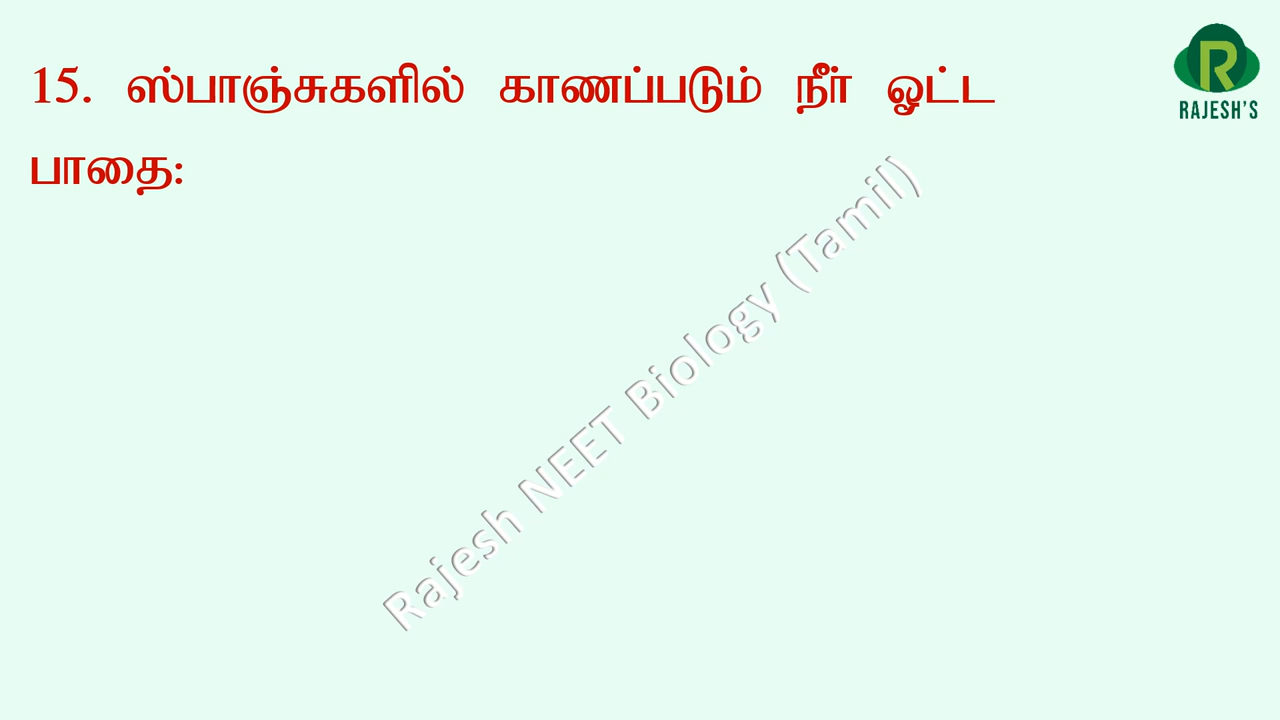 15. ஸ்பாஞ்சுகளில் காணப்படும் நீர் ஓட்ட
பாதை:
R
RAJESH'S
Rajesh NEET Biology (Tamil)